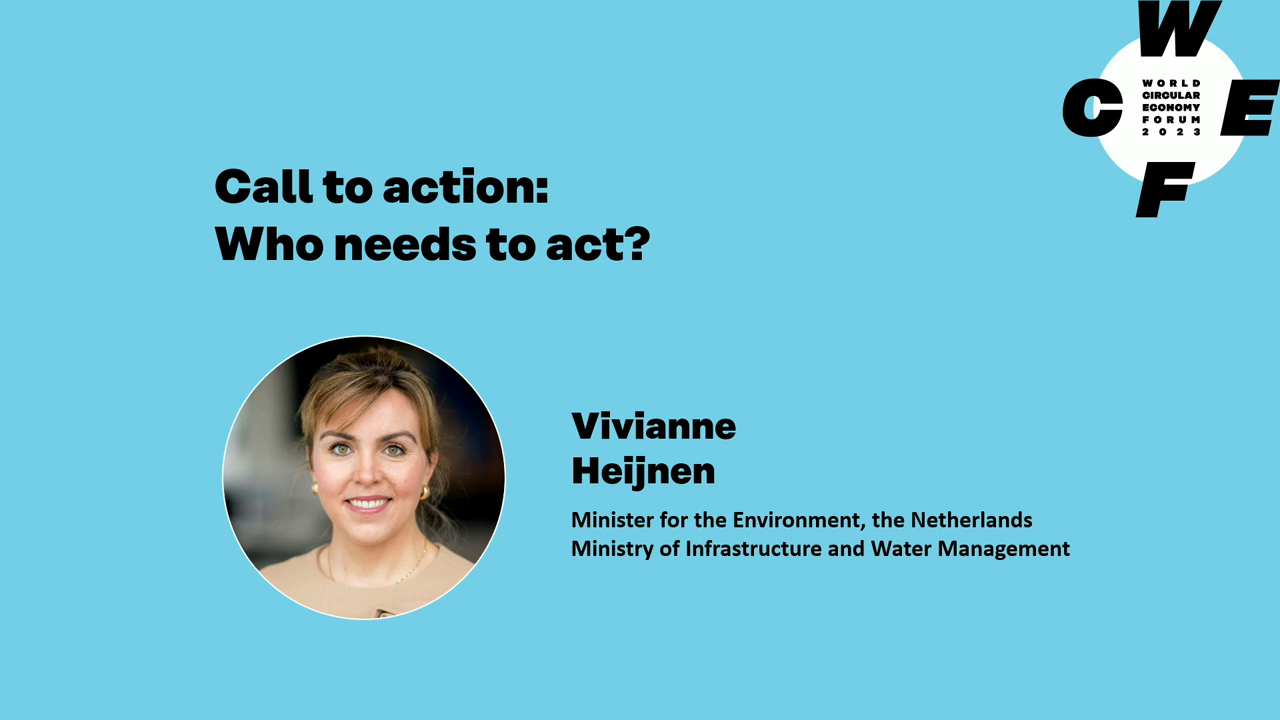 Call to action:
Who needs to act?
Vivianne
Heijnen
Minister for the Environment, the Netherlands
Ministry of Infrastructure and Water Management
W
C E
F
WORLD
CIRCULAR
ECONOMY
FORUM
2023